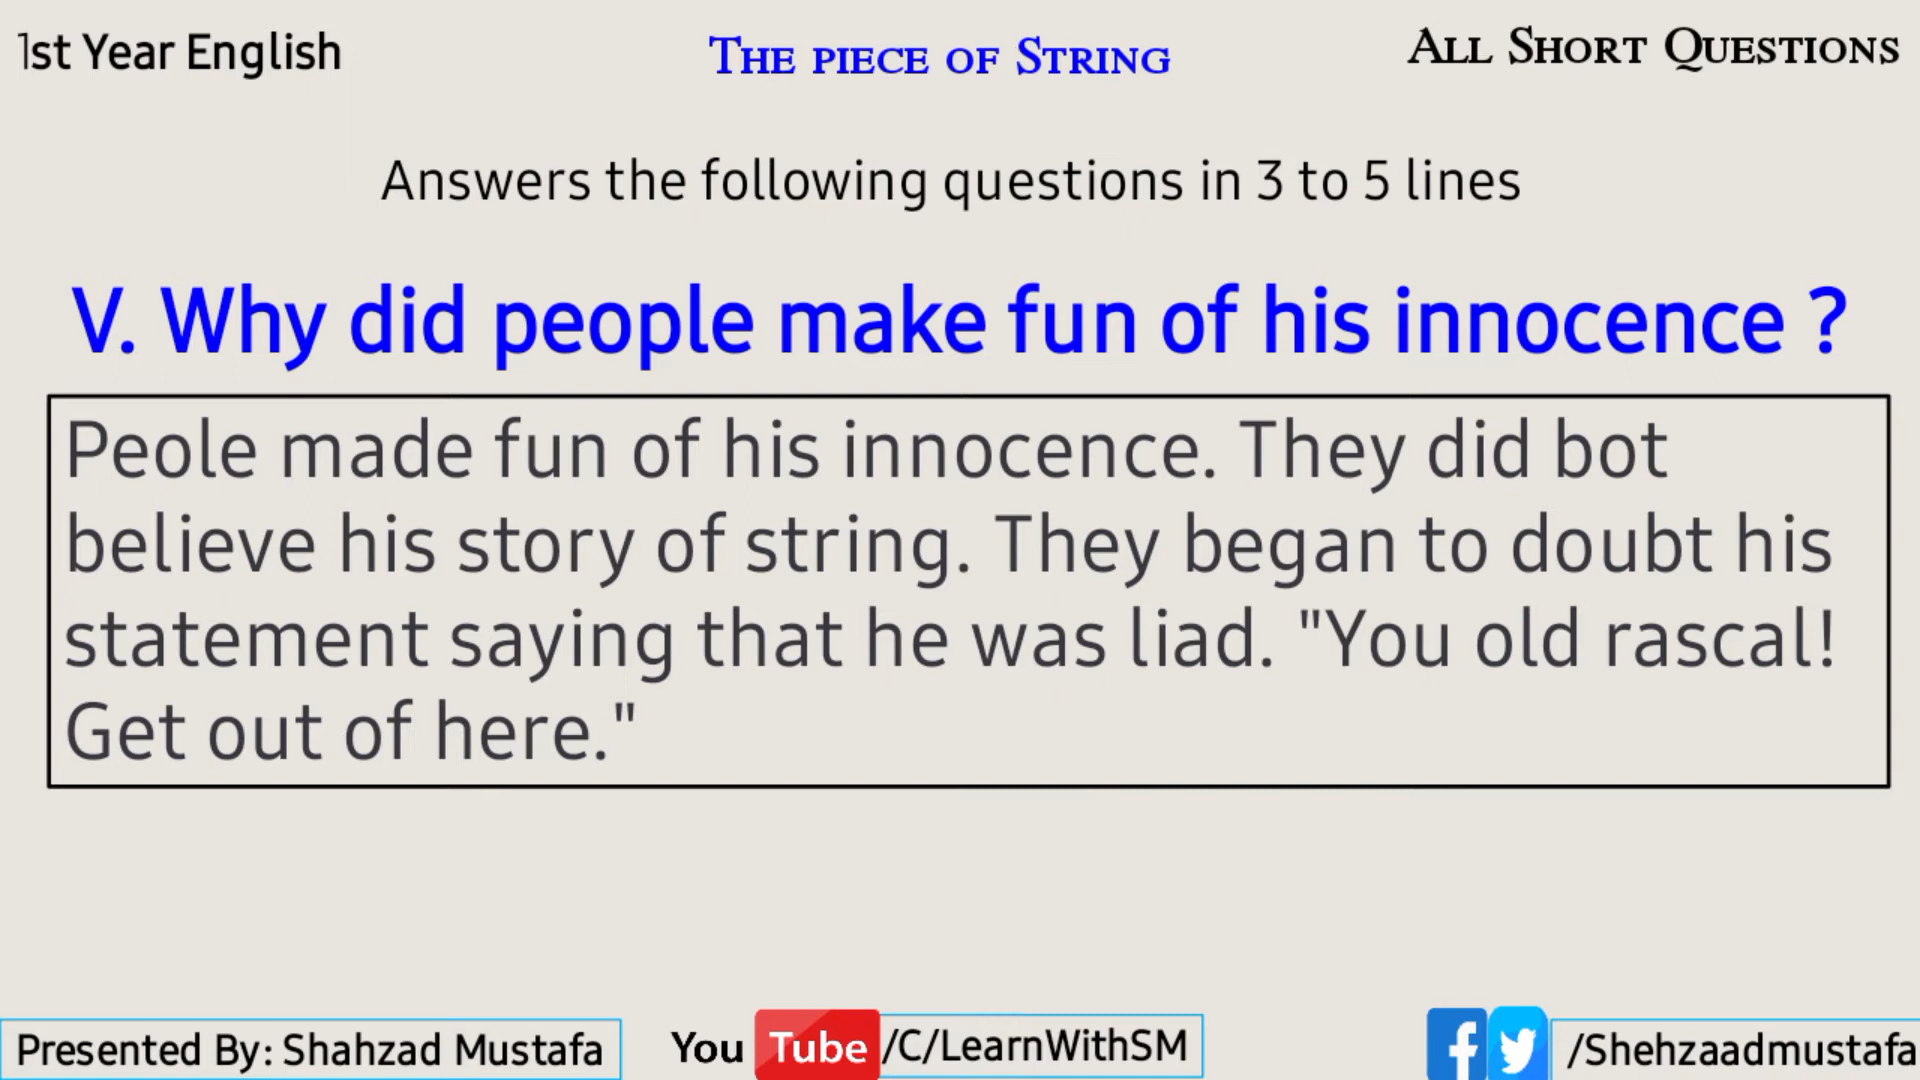 1st Year English
The piece of String
All Short Questions
Answers the following questions in 3 to 5 lines
V. Why did people make fun of his innocence ?
Peole made fun of his innocence. They did bot
believe his story of string. They began to doubt his
statement saying that he was liad. "You old rascal!
Get out of here."
Presented By: Shahzad Mustafa
You Tube /C/LearnWithSM
f /Shehzaadmustafa